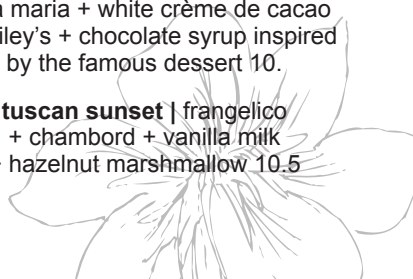 maria + white crème de cacao
+ chocolate syrup inspired
by the famous dessert 10.
tuscan sunset | frangelico
+ chambord + vanilla milk
hazelnut marshmallow 10.5